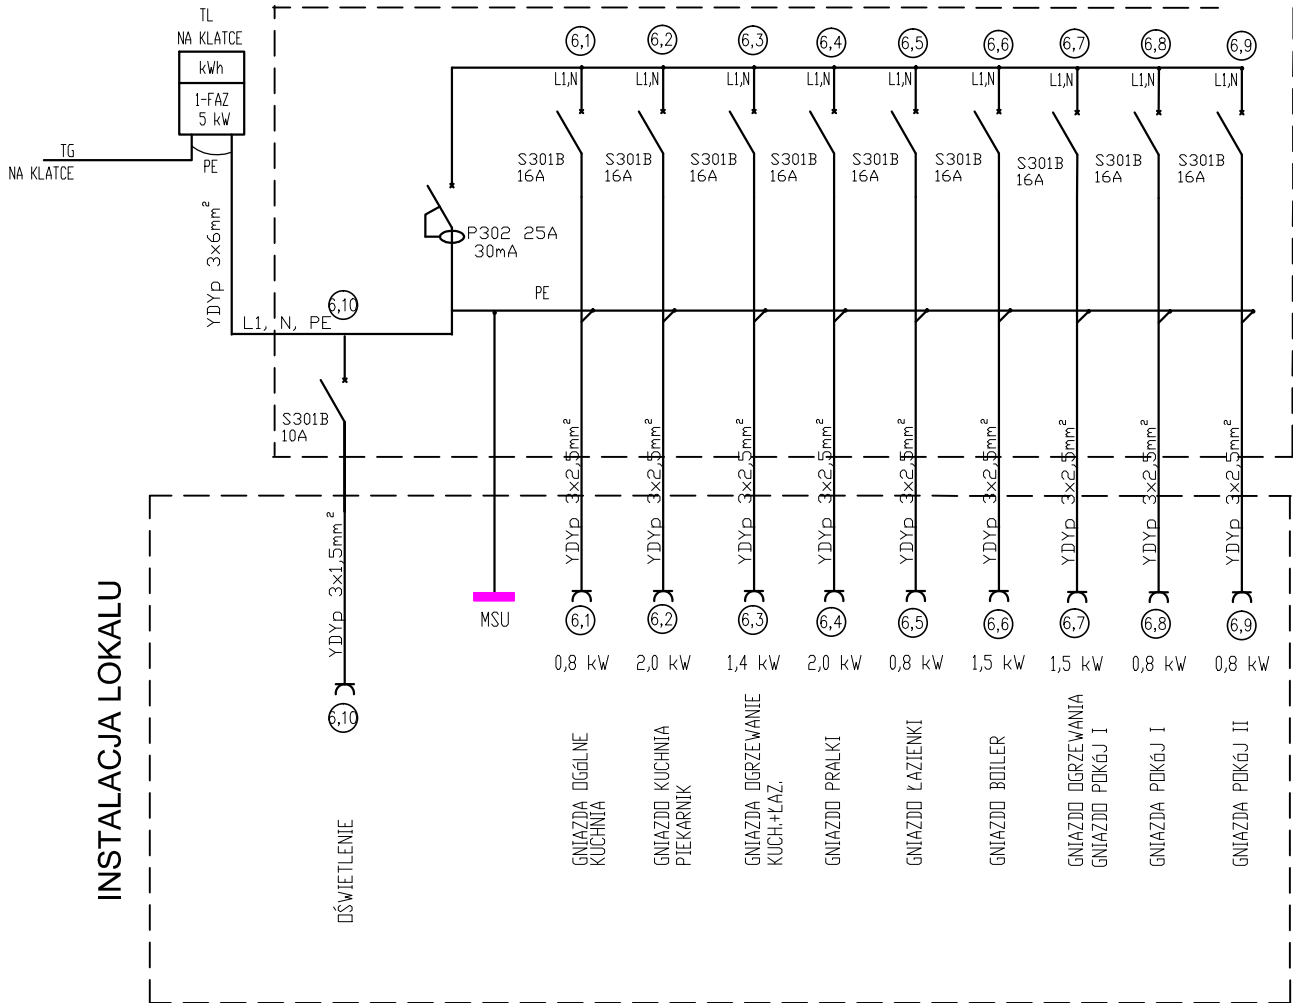 TL
NA KLATCE
kWh
1-FAZ
5 kW
TG
NA KLATCE
PE
YDYp 3x6mm²
L1, N, PE
6,10
S301B
10A
P302 25A
30mA
PE
6,1
6,2
6,3
6,4
6,5
6,6
6,7
6,8
6,9
L1,N
L1,N
L1,N
L1,N
L1,N
L1,N
L1,N
L1,N
L1,N
S301B
16A
S301B
16A
S301B
16A
S301B
16A
S301B
16A
S301B
16A
S301B
16A
S301B
16A
S301B
16A
YDYp 3x1,5mm²
YDYp 3x2,5mm²
YDYp 3x2,5mm²
YDYp 3x2,5mm²
YDYp 3x2,5mm²
YDYp 3x2,5mm²
YDYp 3x2,5mm²
YDYp 3x2,5mm²
YDYp 3x2,5mm²
YDYp 3x2,5mm²
MSU
6,1
6,2
6,3
6,4
6,5
6,6
6,7
6,8
6,9
0,8 kW
2,0 kW
1,4 kW
2,0 kW
0,8 kW
1,5 kW
1,5 kW
0,8 kW
0,8 kW
6,10
INSTALACJA LOKALU
OŚWIETLENIE
GNIAZDA OGÓLNE
KUCHNIA
GNIAZDO KUCHNIA
PIEKARNIK
GNIAZDA OGRZEWANIE
KUCH.+ŁAZ.
GNIAZDO PRALKI
GNIAZDO ŁAZIENKI
GNIAZDO BOILER
GNIAZDO OGRZEWANIA
GNIAZDO POKÓJ I
GNIAZDA POKÓJ I
GNIAZDA POKÓJ II